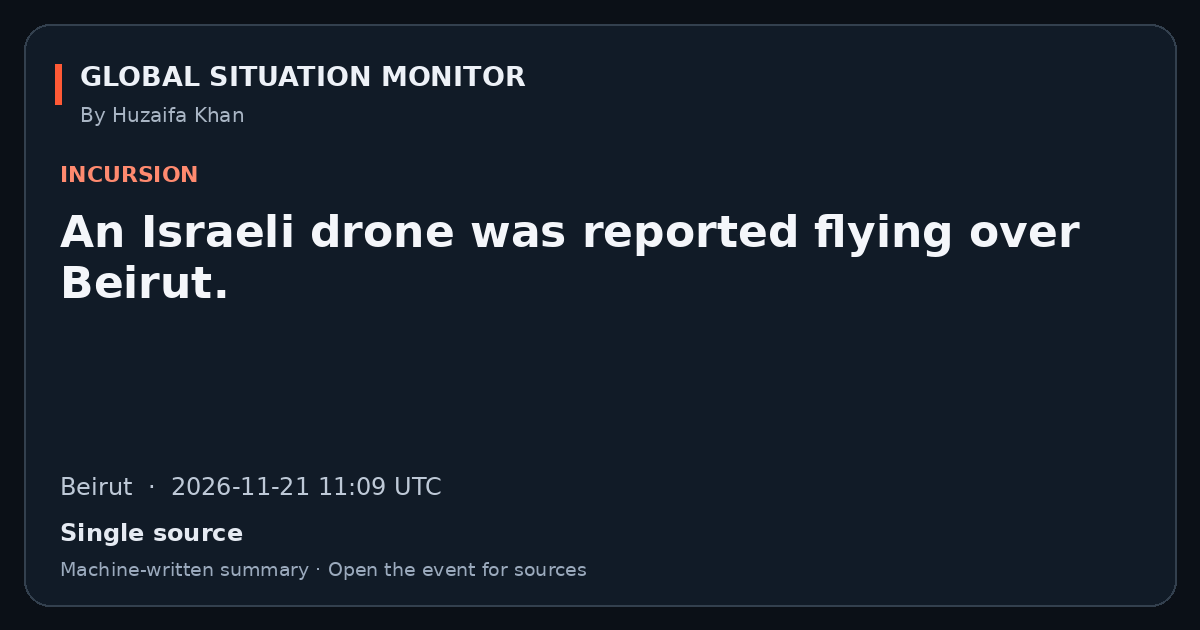 GLOBAL SITUATION MONITOR
By Huzaifa Khan
INCURSION
An Israeli drone was reported flying over
Beirut.
Beirut · 2026-11-21 11:09 UTC
Single source
Machine-written summary · Open the event for sources